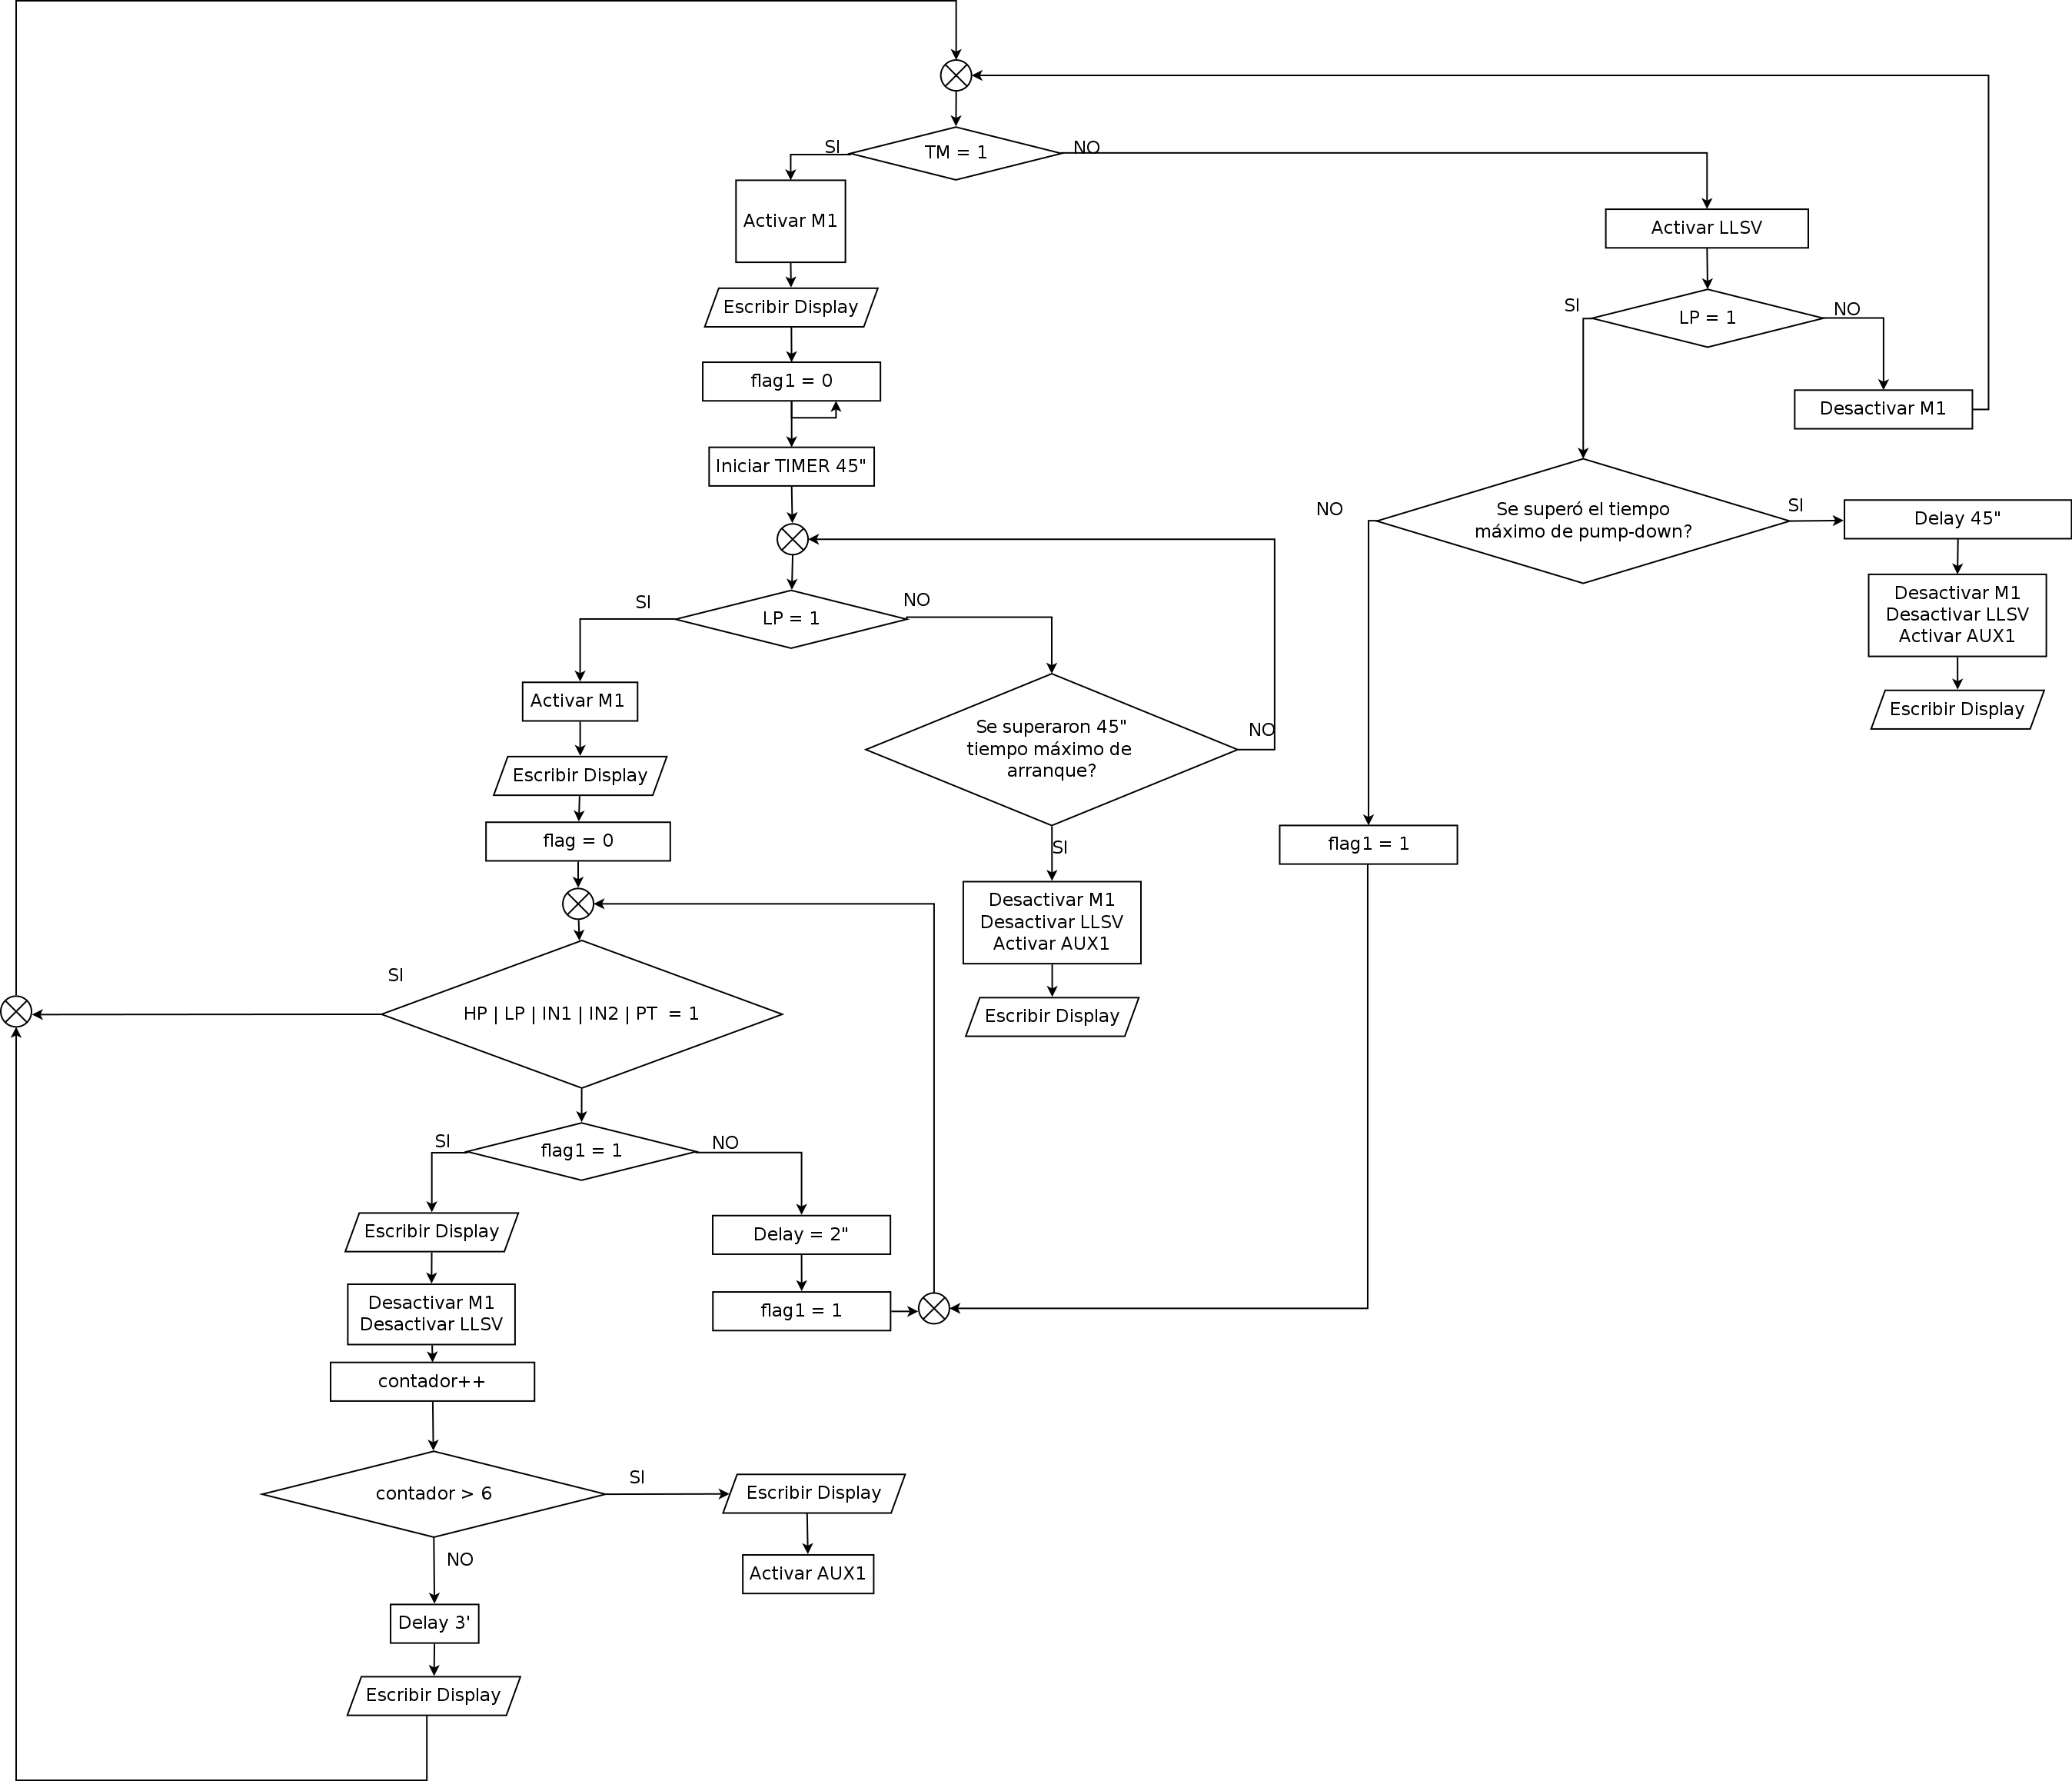 SI
TM = 1
NO
Activar M1
Activar LLSV
Escribir Display
SI
LP = 1
NO
flag1 = 0
Desactivar M1
Iniciar TIMER 45"
NO
Se superó el tiempo
máximo de pump-down?
SI
Delay 45"
Desactivar M1
Desactivar LLSV
Activar AUX1
Escribir Display
SI
LP = 1
NO
Activar M1
Se superaron 45"
tiempo máximo de
arranque?
NO
Escribir Display
flag = 0
SI
flag1 = 1
Desactivar M1
Desactivar LLSV
Activar AUX1
Escribir Display
SI
HP | LP | IN1 | IN2 | PT  = 1
SI
flag1 = 1
NO
Escribir Display
Delay = 2"
Desactivar M1
Desactivar LLSV
flag1 = 1
contador++
contador > 6
SI
Escribir Display
NO
Activar AUX1
Delay 3'
Escribir Display